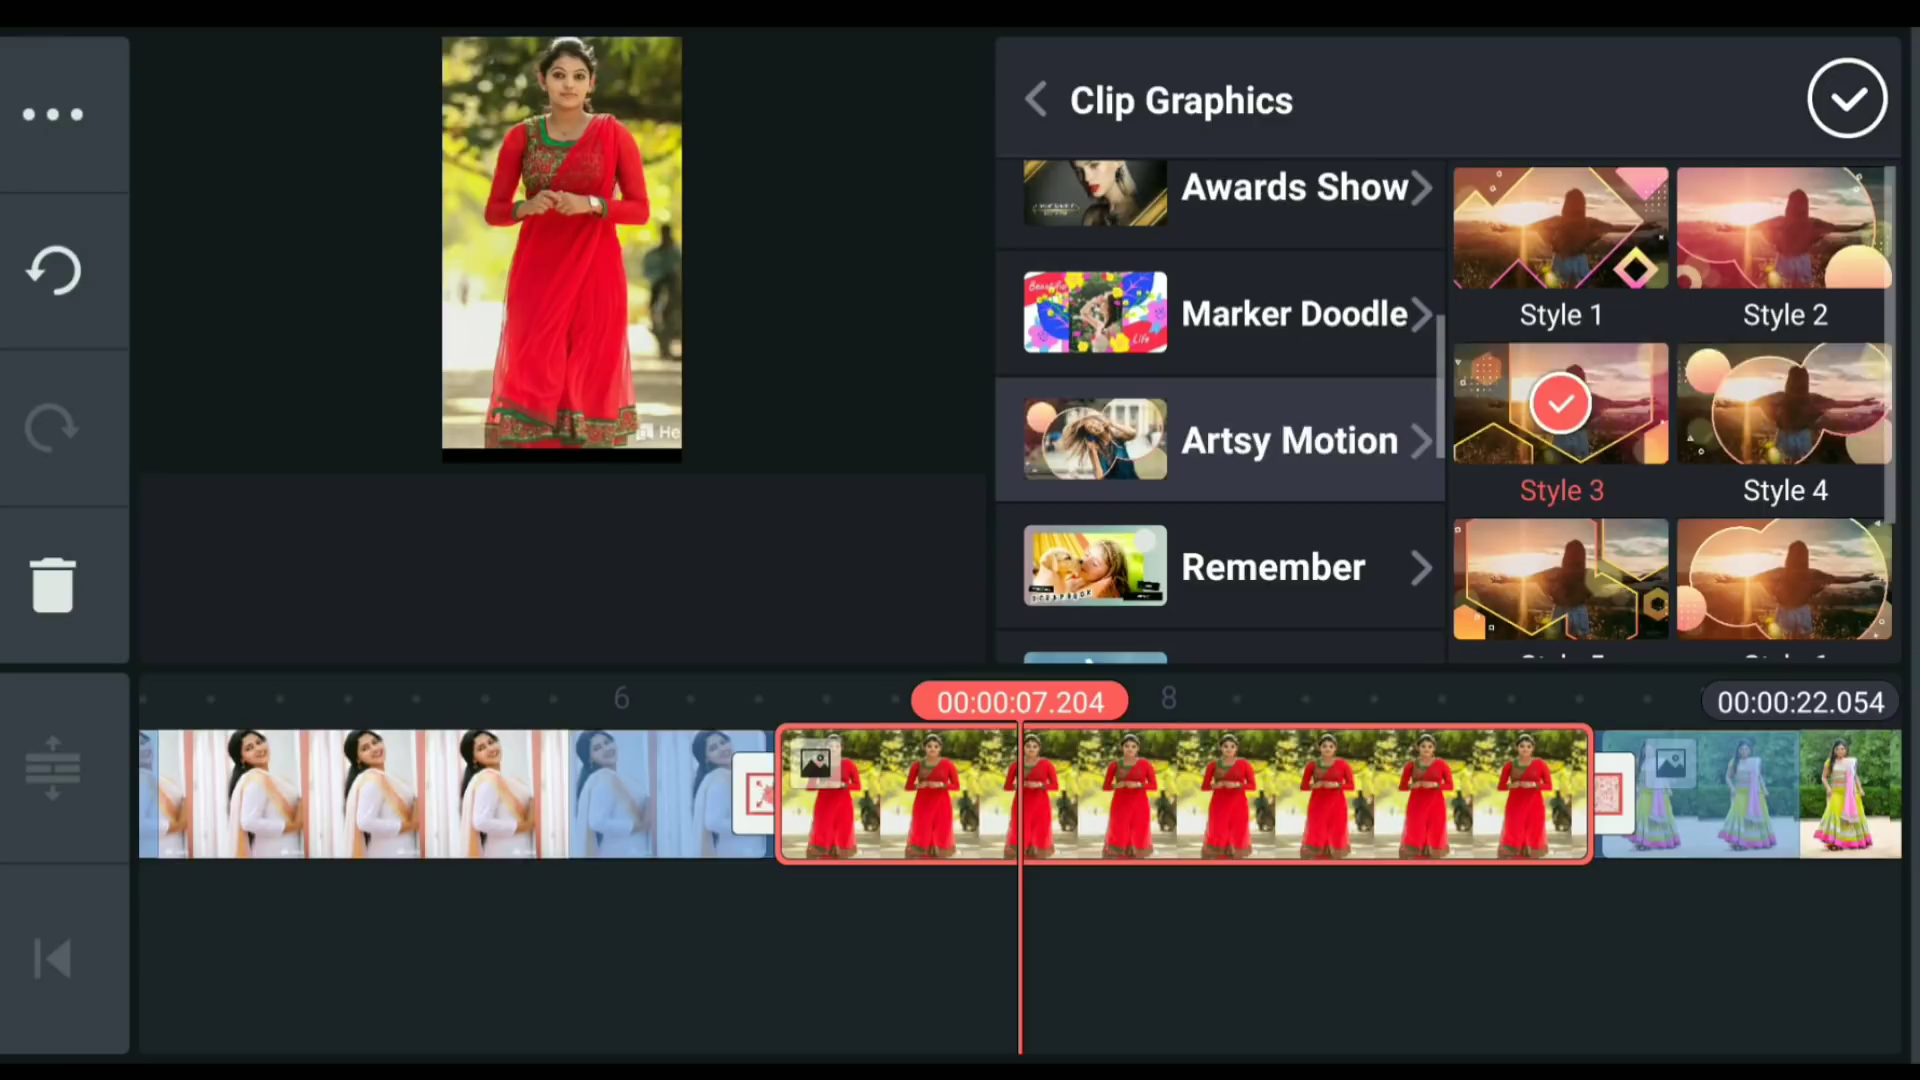 Clip Graphics
Awards Show
Marker Doodle
Artsy Motion
Remember
Style 1
Style 2
Style 3
Style 4
He
6
00:00:07.204
8
00:00:22.054